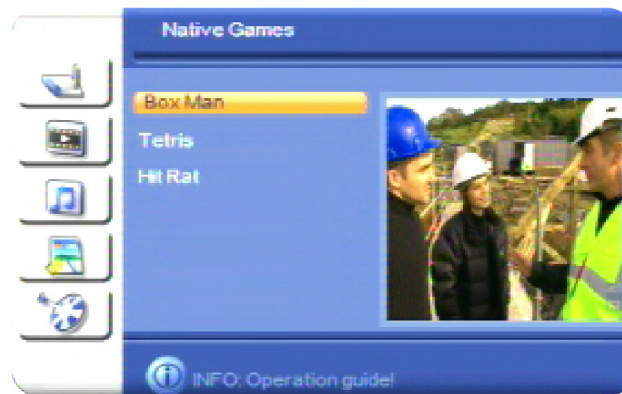 Native Games
Box Man
Tetris
Hit Rat
INFO: Operation guide!